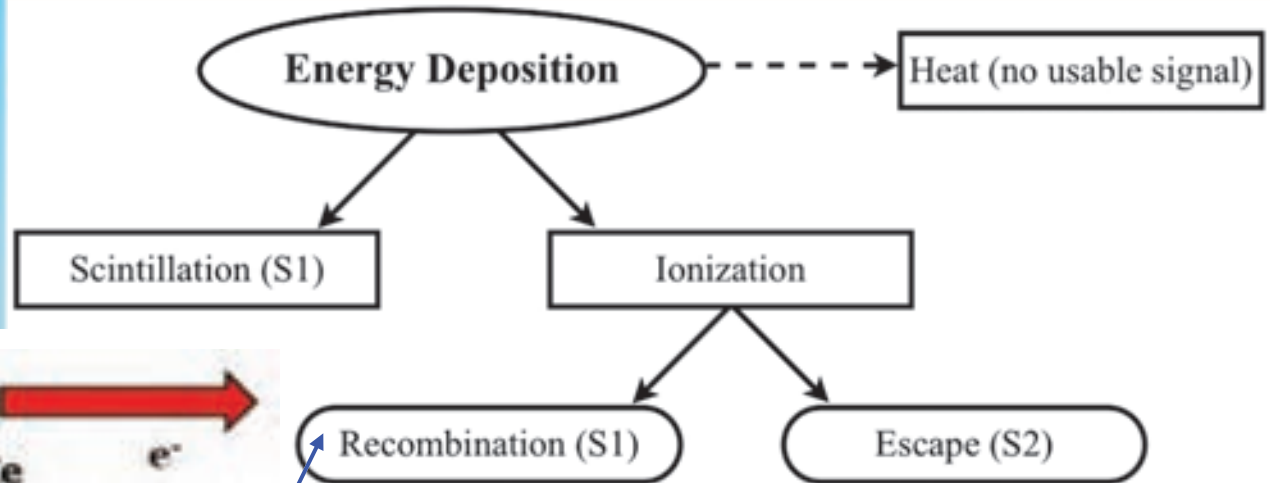 Energy Deposition
Heat (no usable signal)
Scintillation (S1)
Ionization
e
e⁻
Recombination (S1)
Escape (S2)